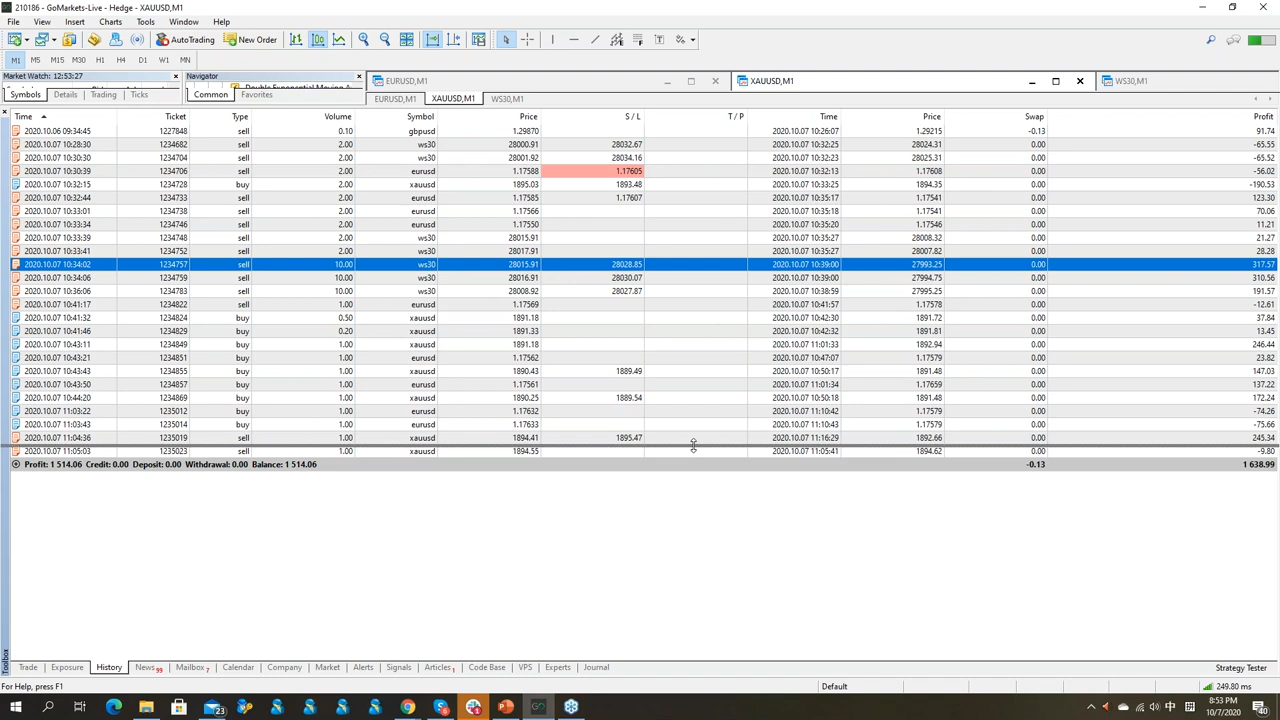 210186 - GoMarkets-Live - Hedge - XAUUSD,M1
File View Insert Charts Tools Window Help
AutoTrading New Order
M1 M5 M15 M30 H1 H4 D1 W1 MN
Market Watch: 12:53:27 Navigator EURUSD,M1 XAUUSD,M1 WS30,M1
Symbols Details Trading Ticks Common Favorites EURUSD,M1 XAUUSD,M1 WS30,M1
Time Ticket Type Volume Symbol Price S / L T / P Time Price Swap Profit
2020.10.06 09:34:45 1227848 sell 0.10 gbpusd 1.29870 2020.10.07 10:26:07 1.29215 -0.13 91.74
2020.10.07 10:28:30 1234682 sell 2.00 ws30 28000.91 28032.67 2020.10.07 10:32:25 28024.31 0.00 -65.55
2020.10.07 10:30:30 1234704 sell 2.00 ws30 28001.92 28034.16 2020.10.07 10:32:23 28025.31 0.00 -65.52
2020.10.07 10:30:39 1234706 sell 2.00 eurusd 1.17588 1.17605 2020.10.07 10:32:13 1.17608 0.00 -56.02
2020.10.07 10:32:15 1234728 buy 2.00 xauusd 1895.03 1893.48 2020.10.07 10:33:25 1894.35 0.00 -190.53
2020.10.07 10:32:44 1234733 sell 2.00 eurusd 1.17585 1.17607 2020.10.07 10:35:17 1.17541 0.00 123.30
2020.10.07 10:33:01 1234738 sell 2.00 eurusd 1.17566 2020.10.07 10:35:18 1.17541 0.00 70.06
2020.10.07 10:33:34 1234746 sell 2.00 eurusd 1.17550 2020.10.07 10:35:20 1.17546 0.00 11.21
2020.10.07 10:33:39 1234748 sell 2.00 ws30 28015.91 2020.10.07 10:35:27 28008.32 0.00 21.27
2020.10.07 10:33:41 1234752 sell 2.00 ws30 28017.91 2020.10.07 10:35:27 28007.82 0.00 28.28
2020.10.07 10:34:02 1234757 sell 10.00 ws30 28015.91 28028.85 2020.10.07 10:39:00 27993.25 0.00 317.57
2020.10.07 10:34:06 1234759 sell 10.00 ws30 28016.91 28030.07 2020.10.07 10:39:00 27994.75 0.00 310.56
2020.10.07 10:36:06 1234783 sell 10.00 ws30 28008.92 28027.87 2020.10.07 10:38:59 27995.25 0.00 191.57
2020.10.07 10:41:17 1234822 sell 1.00 eurusd 1.17569 2020.10.07 10:41:57 1.17578 0.00 -12.61
2020.10.07 10:41:32 1234824 buy 0.50 xauusd 1891.18 2020.10.07 10:42:30 1891.72 0.00 37.84
2020.10.07 10:41:46 1234829 buy 0.20 xauusd 1891.33 2020.10.07 10:42:32 1891.81 0.00 13.45
2020.10.07 10:43:11 1234849 buy 1.00 xauusd 1891.18 2020.10.07 11:01:33 1892.94 0.00 246.44
2020.10.07 10:43:21 1234851 buy 1.00 eurusd 1.17562 2020.10.07 10:47:07 1.17579 0.00 23.82
2020.10.07 10:43:43 1234855 buy 1.00 xauusd 1890.43 1889.49 2020.10.07 10:50:17 1891.48 0.00 147.03
2020.10.07 10:43:50 1234857 buy 1.00 eurusd 1.17561 2020.10.07 11:01:34 1.17659 0.00 137.22
2020.10.07 10:44:20 1234869 buy 1.00 xauusd 1890.25 1889.54 2020.10.07 10:50:18 1891.48 0.00 172.24
2020.10.07 11:03:22 1235012 buy 1.00 eurusd 1.17632 2020.10.07 11:10:42 1.17579 0.00 -74.26
2020.10.07 11:03:43 1235014 buy 1.00 eurusd 1.17633 2020.10.07 11:10:43 1.17579 0.00 -75.66
2020.10.07 11:04:36 1235019 sell 1.00 xauusd 1894.41 1895.47 2020.10.07 11:16:29 1892.66 0.00 245.34
2020.10.07 11:05:03 1235023 sell 1.00 xauusd 1894.55 2020.10.07 11:05:41 1894.62 0.00 -9.80
Profit: 1 514.06 Credit: 0.00 Deposit: 0.00 Withdrawal: 0.00 Balance: 1 514.06 -0.13 1 638.99
Toolbox
Trade Exposure History News 99 Mailbox 7 Calendar Company Market Alerts Signals Articles 1 Code Base VPS Experts Journal Strategy Tester
For Help, press F1 Default 249.80 ms
23 中 8:53 PM
10/7/2020 40